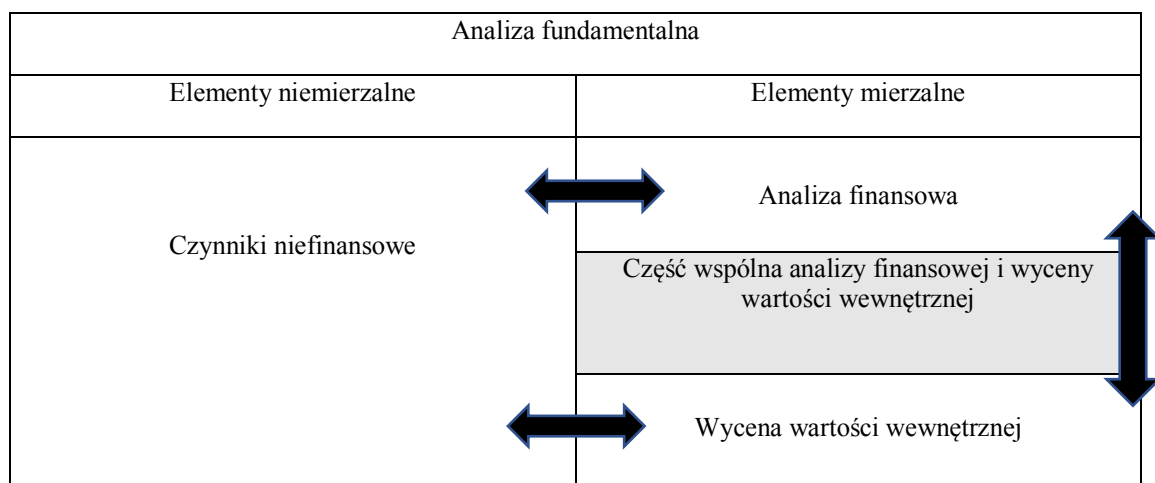 Analiza fundamentalna
Elementy niemierzalne
Elementy mierzalne
Czynniki niefinansowe
Analiza finansowa
Część wspólna analizy finansowej i wyceny
wartości wewnętrznej
Wycena wartości wewnętrznej